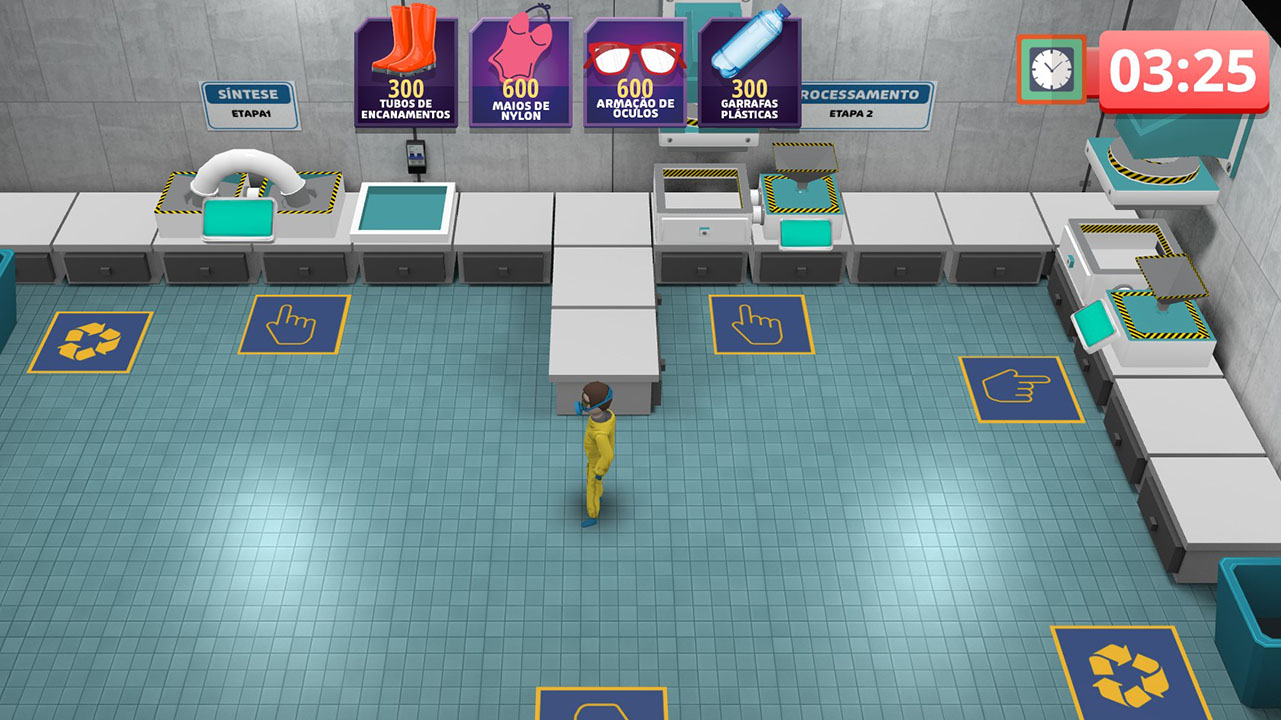 300
TUBOS DE
ENCANAMENTOS
600
MAIOS DE
NYLON
600
ARMAÇÃO DE
OCULOS
300
GARRAFAS
PLÁSTICAS
03:25
SÍNTESE
ETAPA1
ROCESSAMENTO
ETAPA 2